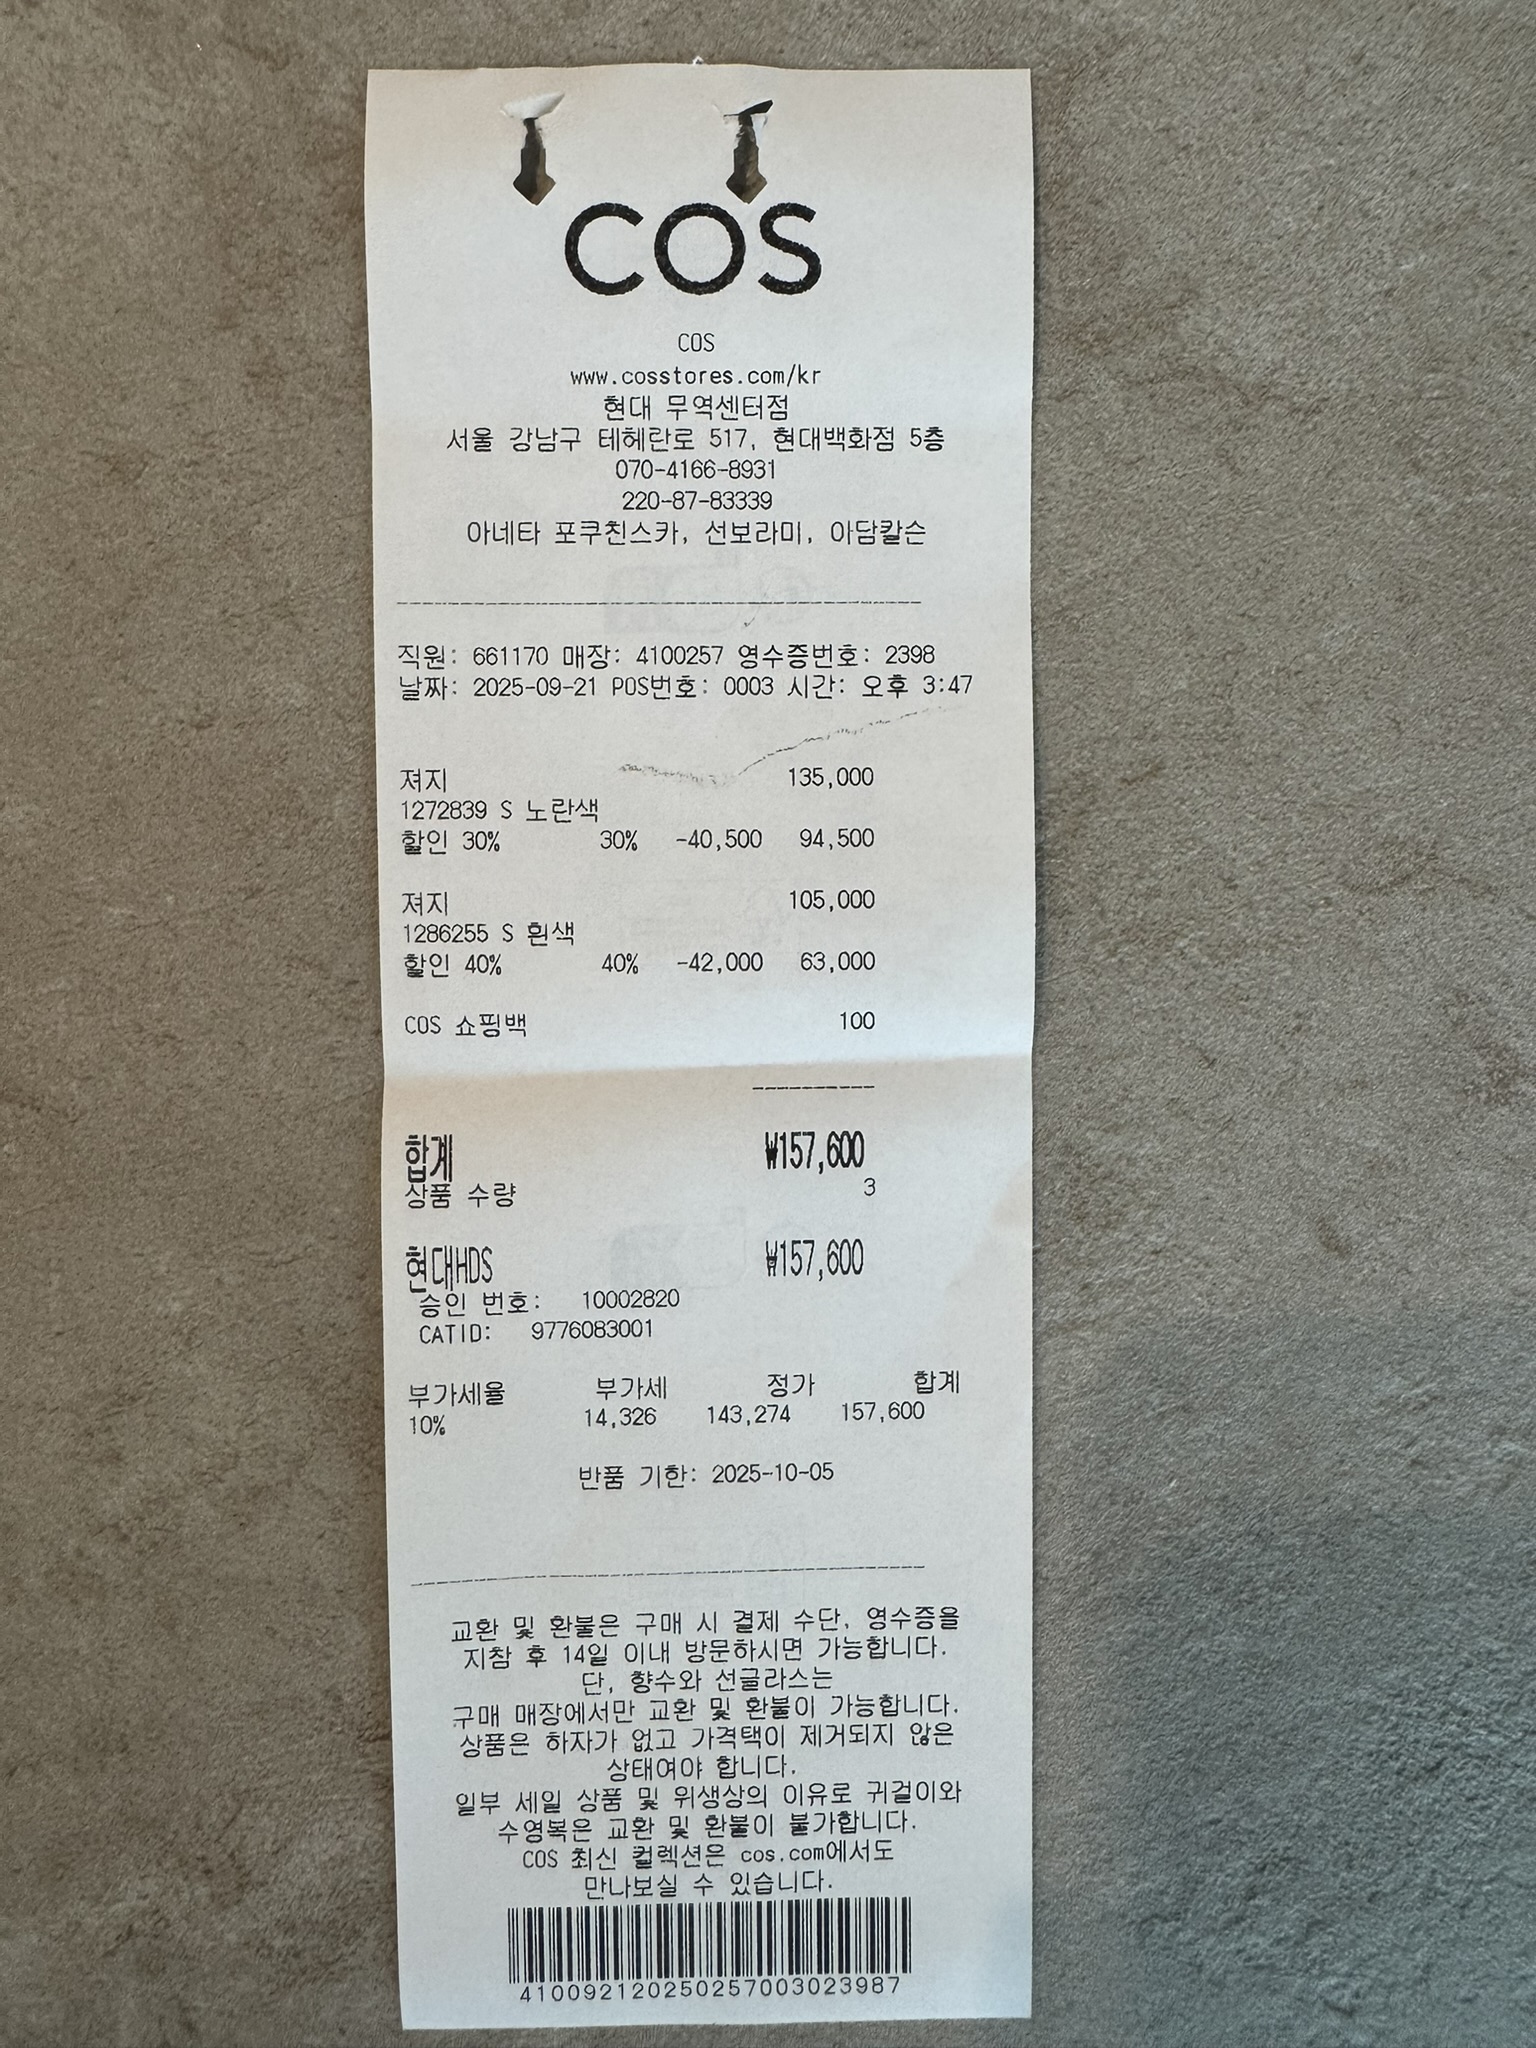 COS
COS
www.cosstores.com/kr
현대 무역센터점
서울 강남구 테헤란로 517, 현대백화점 5층
070-4166-8931
220-87-83339
아네타 포쿠친스카, 선보라미, 아담칼슨
직원: 661170 매장: 4100257 영수증번호: 2398
날짜: 2025-09-21 POS번호: 0003 시간: 오후 3:47
져지 135,000
1272839 S 노란색
할인 30% 30% -40,500 94,500
져지 105,000
1286255 S 흰색
할인 40% 40% -42,000 63,000
COS 쇼핑백 100
합계 ₩157,600
상품 수량 3
현대HDS ₩157,600
승인 번호: 10002820
CATID: 9776083001
부가세율 부가세 정가 합계
10% 14,326 143,274 157,600
반품 기한: 2025-10-05
교환 및 환불은 구매 시 결제 수단, 영수증을
지참 후 14일 이내 방문하시면 가능합니다.
단, 향수와 선글라스는
구매 매장에서만 교환 및 환불이 가능합니다.
상품은 하자가 없고 가격택이 제거되지 않은
상태여야 합니다.
일부 세일 상품 및 위생상의 이유로 귀걸이와
수영복은 교환 및 환불이 불가합니다.
COS 최신 컬렉션은 cos.com에서도
만나보실 수 있습니다.
4100921202502570030239​87